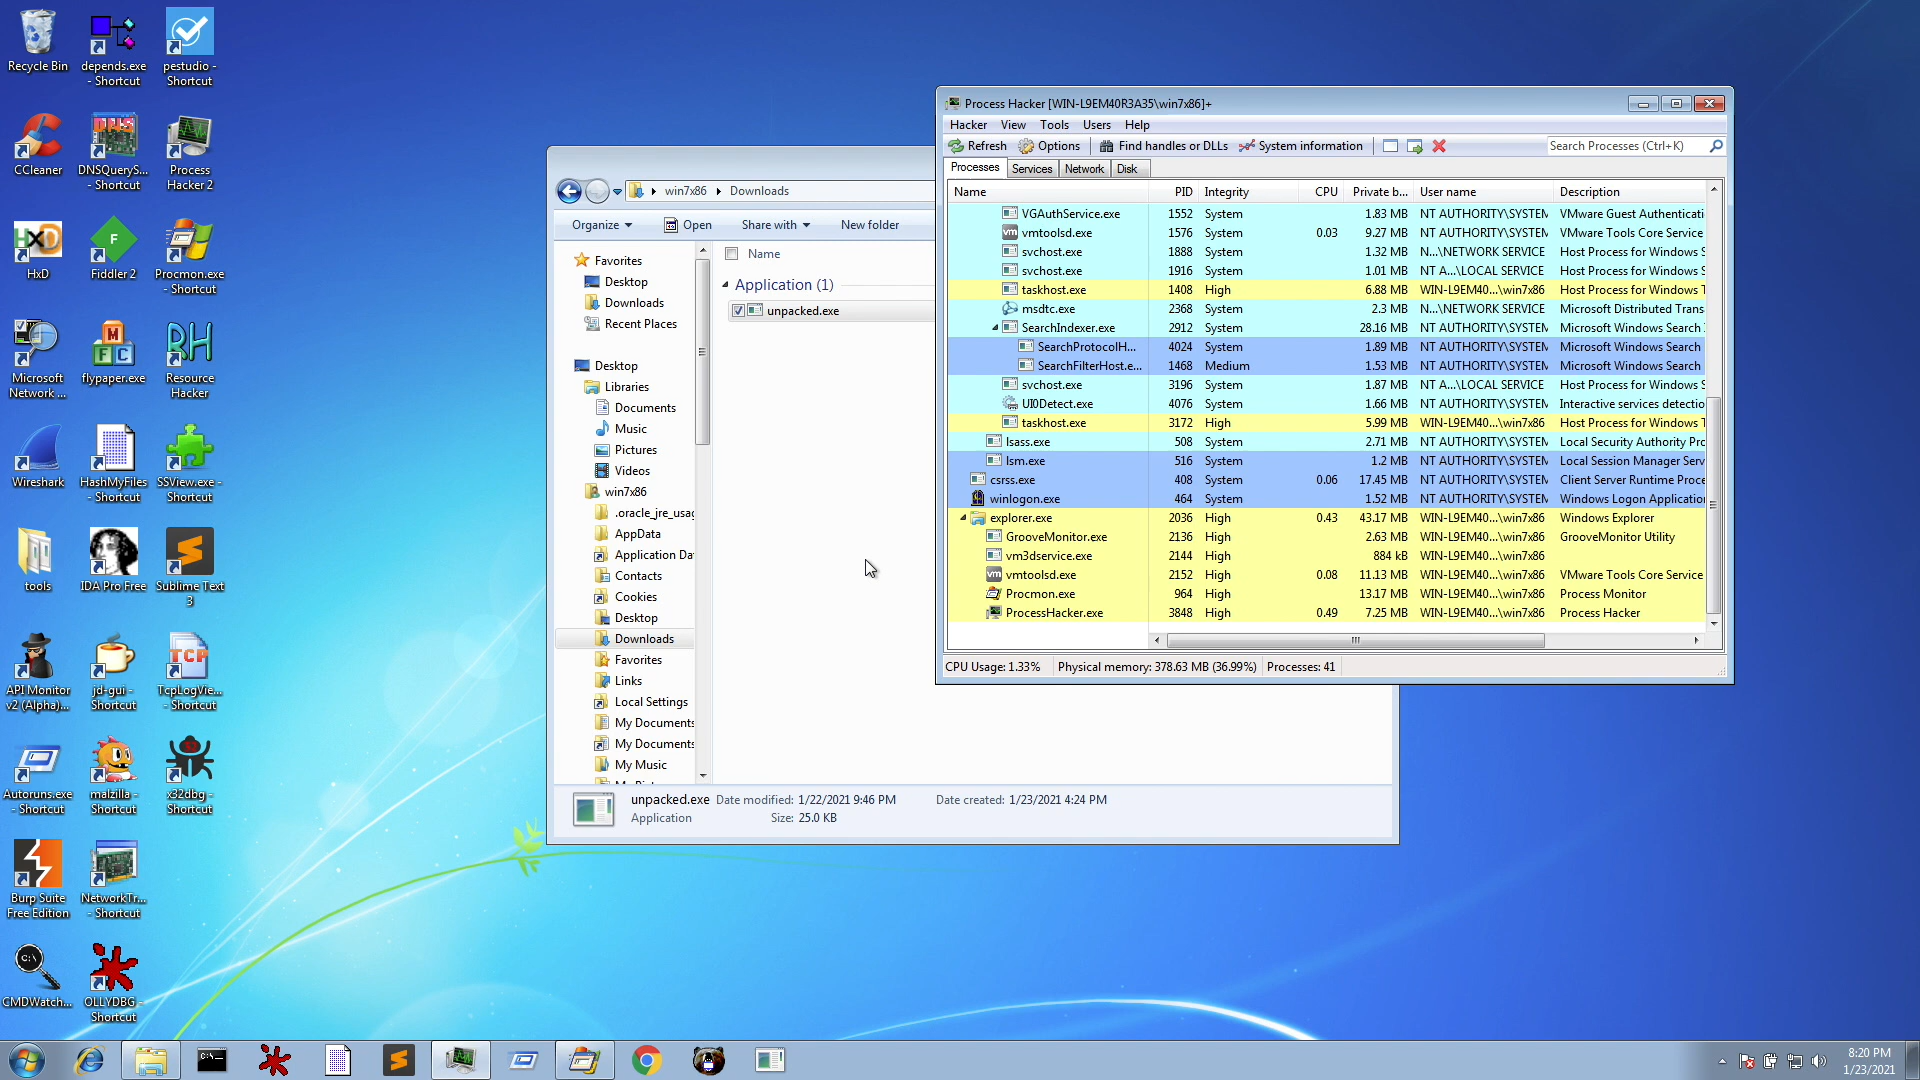 Recycle Bin
depends.exe
- Shortcut
pestudio -
Shortcut
CCleaner
DNSQueryS...
- Shortcut
Process
Hacker 2
HxD
Fiddler 2
Procmon.exe
- Shortcut
Microsoft
Network ...
flypaper.exe
Resource
Hacker
Wireshark
HashMyFiles
- Shortcut
SSView.exe -
Shortcut
tools
IDA Pro Free
Sublime Text
3
API Monitor
v2 (Alpha)...
jd-gui -
Shortcut
TcpLogVie...
- Shortcut
Autoruns.exe
- Shortcut
malzilla -
Shortcut
x32dbg -
Shortcut
Burp Suite
Free Edition
NetworkTr...
- Shortcut
CMDWatch...
OLLYDBG -
Shortcut
win7x86
Downloads
Organize
Open
Share with
New folder
Favorites
Desktop
Downloads
Recent Places
Desktop
Libraries
Documents
Music
Pictures
Videos
win7x86
.oracle_jre_usag
AppData
Application Da
Contacts
Cookies
Desktop
Downloads
Favorites
Links
Local Settings
My Documents
My Documents
My Music
Name
Application (1)
unpacked.exe
unpacked.exe Date modified: 1/22/2021 9:46 PM Date created: 1/23/2021 4:24 PM
Application Size: 25.0 KB
Process Hacker [WIN-L9EM40R3A35\win7x86]+
Hacker View Tools Users Help
Refresh Options Find handles or DLLs System information Search Processes (Ctrl+K)
Processes Services Network Disk
Name PID Integrity CPU Private b... User name Description
VGAuthService.exe 1552 System 1.83 MB NT AUTHORITY\SYSTEM VMware Guest Authenticati
vmtoolsd.exe 1576 System 0.03 9.27 MB NT AUTHORITY\SYSTEM VMware Tools Core Service
svchost.exe 1888 System 1.32 MB N...\NETWORK SERVICE Host Process for Windows S
svchost.exe 1916 System 1.01 MB NT A...\LOCAL SERVICE Host Process for Windows S
taskhost.exe 1408 High 6.88 MB WIN-L9EM40...\win7x86 Host Process for Windows T
msdtc.exe 2368 System 2.3 MB N...\NETWORK SERVICE Microsoft Distributed Trans
SearchIndexer.exe 2912 System 28.16 MB NT AUTHORITY\SYSTEM Microsoft Windows Search
SearchProtocolH... 4024 System 1.89 MB NT AUTHORITY\SYSTEM Microsoft Windows Search
SearchFilterHost.e... 1468 Medium 1.53 MB NT AUTHORITY\SYSTEM Microsoft Windows Search
svchost.exe 3196 System 1.87 MB NT A...\LOCAL SERVICE Host Process for Windows S
UI0Detect.exe 4076 System 1.66 MB NT AUTHORITY\SYSTEM Interactive services detectio
taskhost.exe 3172 High 5.99 MB WIN-L9EM40...\win7x86 Host Process for Windows T
lsass.exe 508 System 2.71 MB NT AUTHORITY\SYSTEM Local Security Authority Prc
lsm.exe 516 System 1.2 MB NT AUTHORITY\SYSTEM Local Session Manager Serv
csrss.exe 408 System 0.06 17.45 MB NT AUTHORITY\SYSTEM Client Server Runtime Proce
winlogon.exe 464 System 1.52 MB NT AUTHORITY\SYSTEM Windows Logon Application
explorer.exe 2036 High 0.43 43.17 MB WIN-L9EM40...\win7x86 Windows Explorer
GrooveMonitor.exe 2136 High 2.63 MB WIN-L9EM40...\win7x86 GrooveMonitor Utility
vm3dservice.exe 2144 High 884 kB WIN-L9EM40...\win7x86
vmtoolsd.exe 2152 High 0.08 11.13 MB WIN-L9EM40...\win7x86 VMware Tools Core Service
Procmon.exe 964 High 13.17 MB WIN-L9EM40...\win7x86 Process Monitor
ProcessHacker.exe 3848 High 0.49 7.25 MB WIN-L9EM40...\win7x86 Process Hacker
CPU Usage: 1.33% Physical memory: 378.63 MB (36.99%) Processes: 41
8:20 PM
1/23/2021